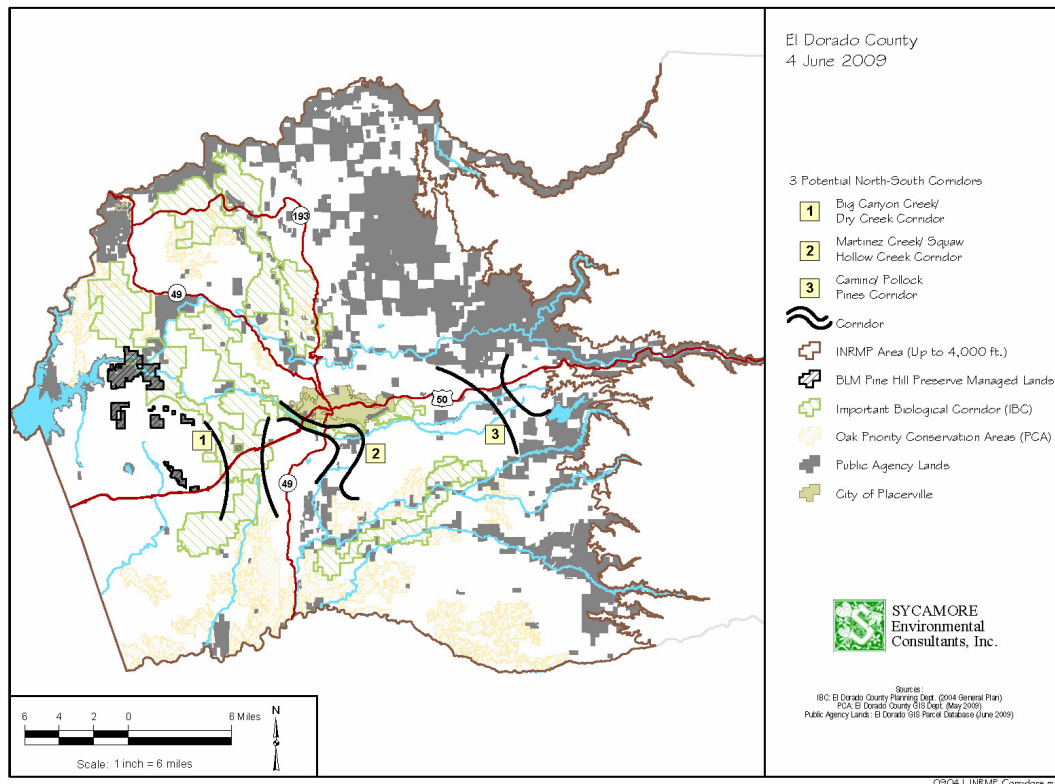 El Dorado County
4 June 2009
3 Potential North-South Corridors
1
Big Canyon Creek/
Dry Creek Corridor
2
Martinez Creek/ Squaw
Hollow Creek Corridor
3
Camino/ Pollock
Pines Corridor
Corridor
INRMP Area (Up to 4,000 ft.)
BLM Pine Hill Preserve Managed Lands
Important Biological Corridor (IBC)
Oak Priority Conservation Areas (PCA)
Public Agency Lands
City of Placerville
193
49
50
1
3
2
49
SYCAMORE
Environmental
Consultants, Inc.
Sources:
IBC: El Dorado County Planning Dept. (2004 General Plan)
PCA: El Dorado County GIS Dept. (May 2009)
Public Agency Lands: El Dorado GIS Parcel Database (June 2009)
6 4 2 0 6 Miles
N
Scale: 1 inch = 6 miles